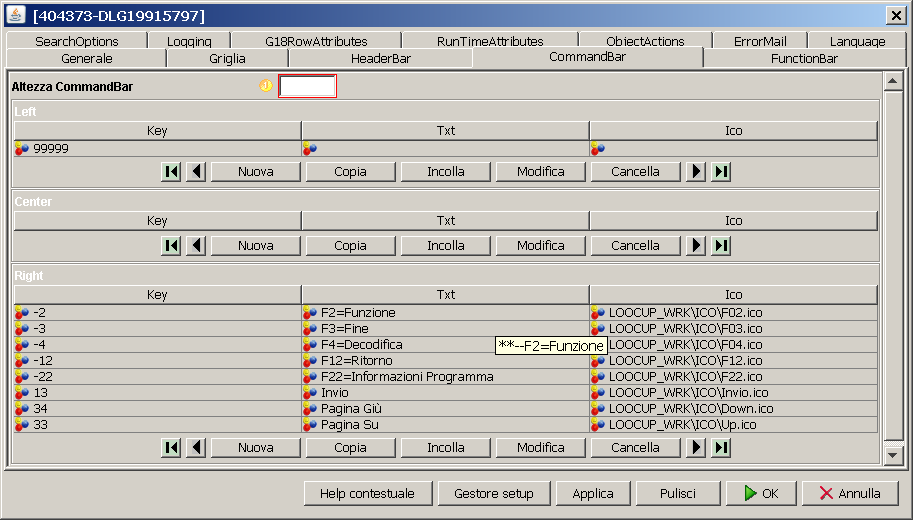 [404373-DLG19915797]
SearchOptions Logging G18RowAttributes RunTimeAttributes ObjectActions ErrorMail Language
Generale Griglia HeaderBar CommandBar FunctionBar
Altezza CommandBar
Left
Key Txt Ico
99999
Nuova Copia Incolla Modifica Cancella
Center
Key Txt Ico
Nuova Copia Incolla Modifica Cancella
Right
Key Txt Ico
-2 F2=Funzione LOOCUP_WRK\ICO\F02.ico
-3 F3=Fine LOOCUP_WRK\ICO\F03.ico
-4 F4=Decodifica **--F2=Funzione LOOCUP_WRK\ICO\F04.ico
-12 F12=Ritorno LOOCUP_WRK\ICO\F12.ico
-22 F22=Informazioni Programma LOOCUP_WRK\ICO\F22.ico
13 Invio LOOCUP_WRK\ICO\Invio.ico
34 Pagina Giù LOOCUP_WRK\ICO\Down.ico
33 Pagina Su LOOCUP_WRK\ICO\Up.ico
Nuova Copia Incolla Modifica Cancella
Help contestuale Gestore setup Applica Pulisci OK Annulla